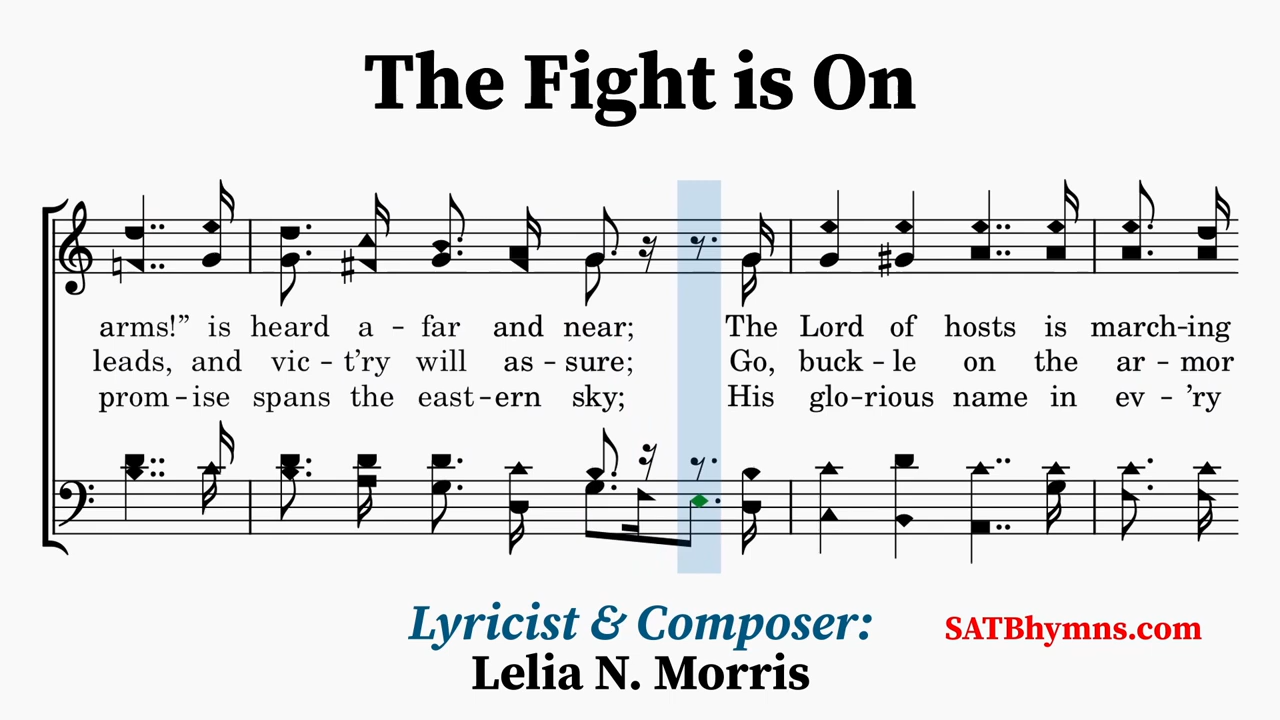 The Fight is On
arms!” is heard a - far and near; The Lord of hosts is march-ing
leads, and vic - t’ry will as - sure; Go, buck - le on the ar - mor
prom - ise spans the east - ern sky; His glo-rious name in ev - ’ry
Lyricist & Composer:
SATBhymns.com
Lelia N. Morris